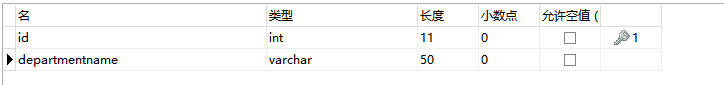 名 类型 长度 小数点 允许空值 (
id int 11 0 1
departmentname varchar 50 0